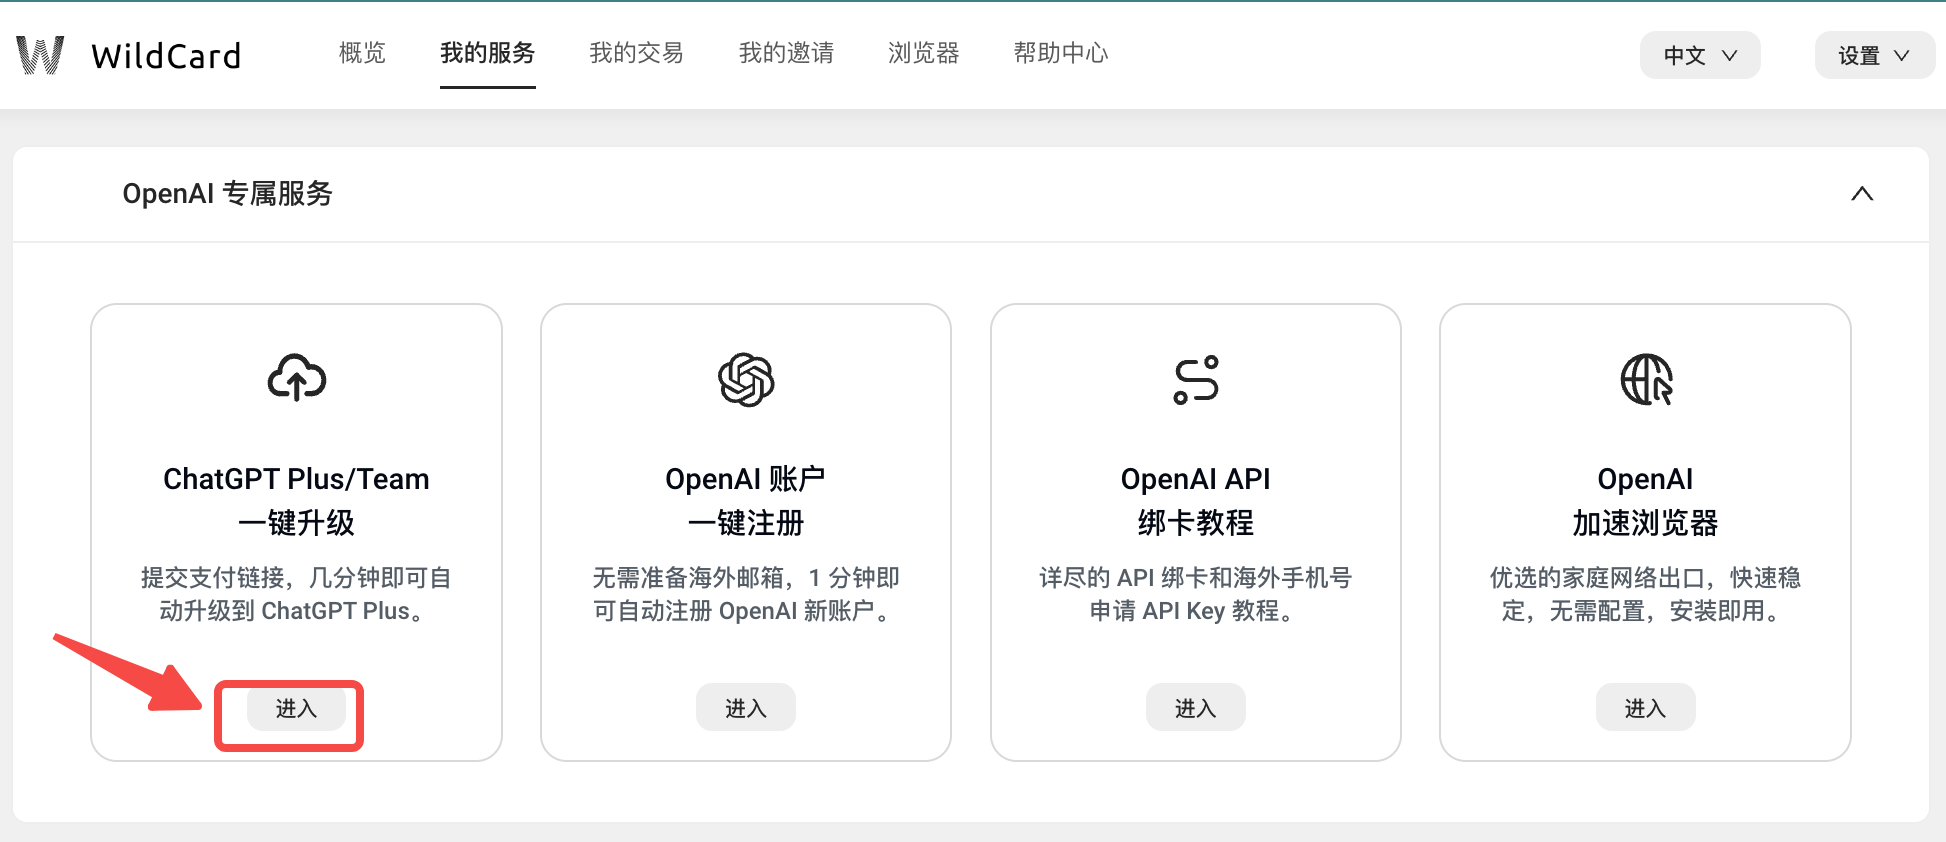 WildCard
概览
我的服务
我的交易
我的邀请
浏览器
帮助中心
中文
设置
OpenAI 专属服务
ChatGPT Plus/Team
一键升级
提交支付链接，几分钟即可自
动升级到 ChatGPT Plus。
进入
OpenAI 账户
一键注册
无需准备海外邮箱，1 分钟即
可自动注册 OpenAI 新账户。
进入
OpenAI API
绑卡教程
详尽的 API 绑卡和海外手机号
申请 API Key 教程。
进入
OpenAI
加速浏览器
优选的家庭网络出口，快速稳
定，无需配置，安装即用。
进入